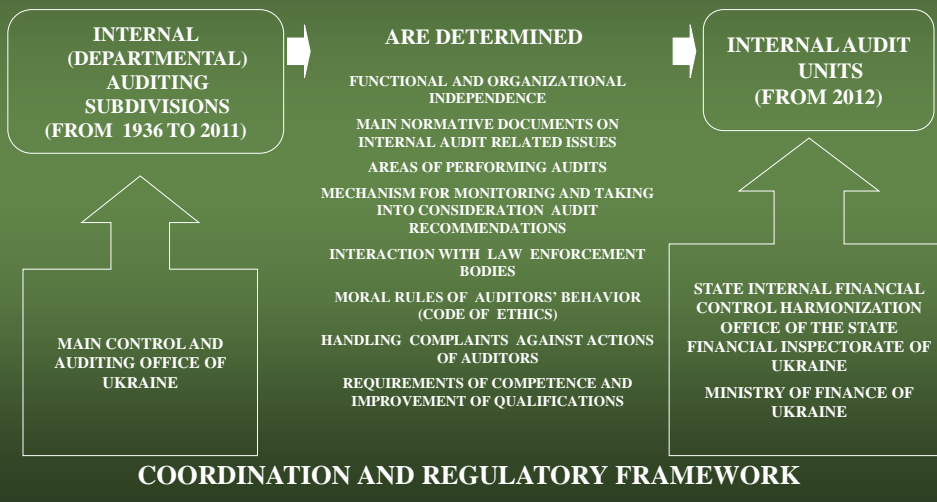 INTERNAL
(DEPARTMENTAL)
AUDITING
SUBDIVISIONS
(FROM 1936 TO 2011)
ARE DETERMINED
FUNCTIONAL AND ORGANIZATIONAL
INDEPENDENCE
MAIN NORMATIVE DOCUMENTS ON
INTERNAL AUDIT RELATED ISSUES
AREAS OF PERFORMING AUDITS
MECHANISM FOR MONITORING AND TAKING
INTO CONSIDERATION AUDIT
RECOMMENDATIONS
INTERACTION WITH LAW ENFORCEMENT
BODIES
MORAL RULES OF AUDITORS' BEHAVIOR
(CODE OF ETHICS)
HANDLING COMPLAINTS AGAINST ACTIONS
OF AUDITORS
REQUIREMENTS OF COMPETENCE AND
IMPROVEMENT OF QUALIFICATIONS
INTERNAL AUDIT
UNITS
(FROM 2012)
MAIN CONTROL AND
AUDITING OFFICE OF
UKRAINE
STATE INTERNAL FINANCIAL
CONTROL HARMONIZATION
OFFICE OF THE STATE
FINANCIAL INSPECTORATE OF
UKRAINE
MINISTRY OF FINANCE OF
UKRAINE
COORDINATION AND REGULATORY FRAMEWORK